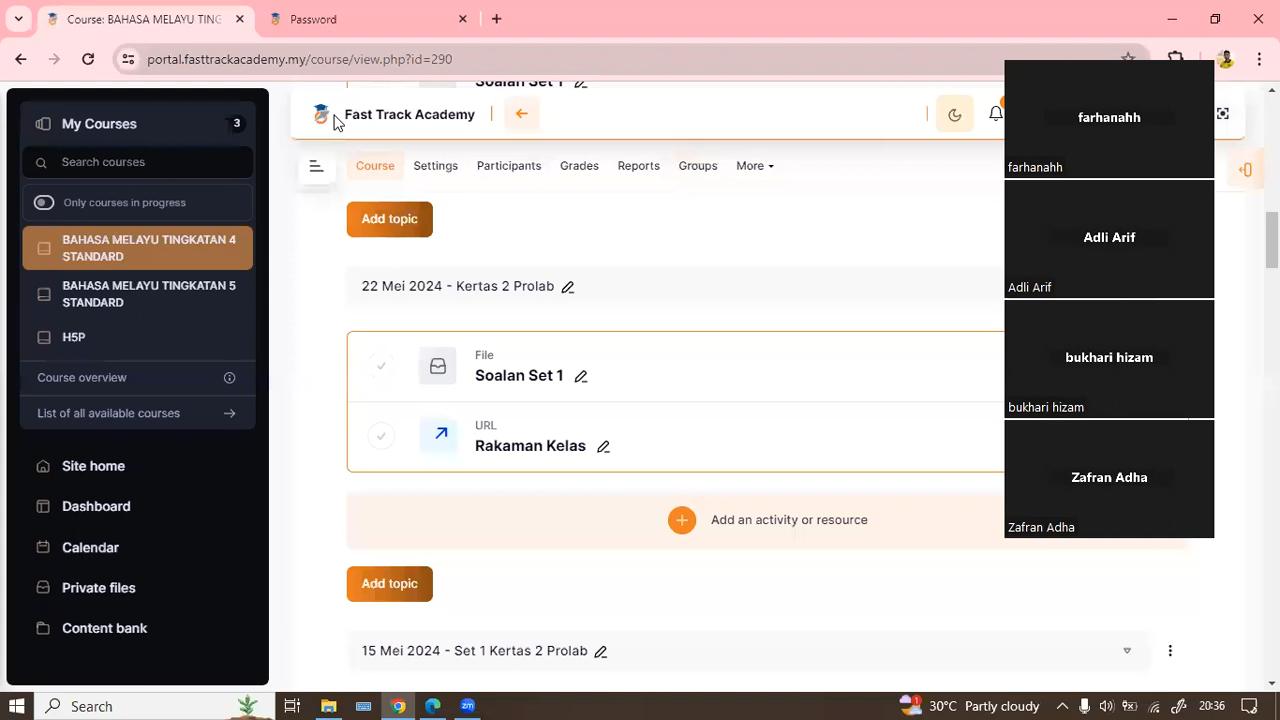 Course: BAHASA MELAYU TING
Password
portal.fasttrackacademy.my/course/view.php?id=290
Soalan Set 1
My Courses 3
Fast Track Academy
Search courses
Course Settings Participants Grades Reports Groups More
Only courses in progress
Add topic
BAHASA MELAYU TINGKATAN 4
STANDARD
BAHASA MELAYU TINGKATAN 5
STANDARD
H5P
Course overview
List of all available courses
Site home
Dashboard
Calendar
Private files
Content bank
22 Mei 2024 - Kertas 2 Prolab
File
Soalan Set 1
URL
Rakaman Kelas
Add an activity or resource
Add topic
15 Mei 2024 - Set 1 Kertas 2 Prolab
farhanahh
farhanahh
Adli Arif
Adli Arif
bukhari hizam
bukhari hizam
Zafran Adha
Zafran Adha
Search
1
30°C Partly cloudy
20:36